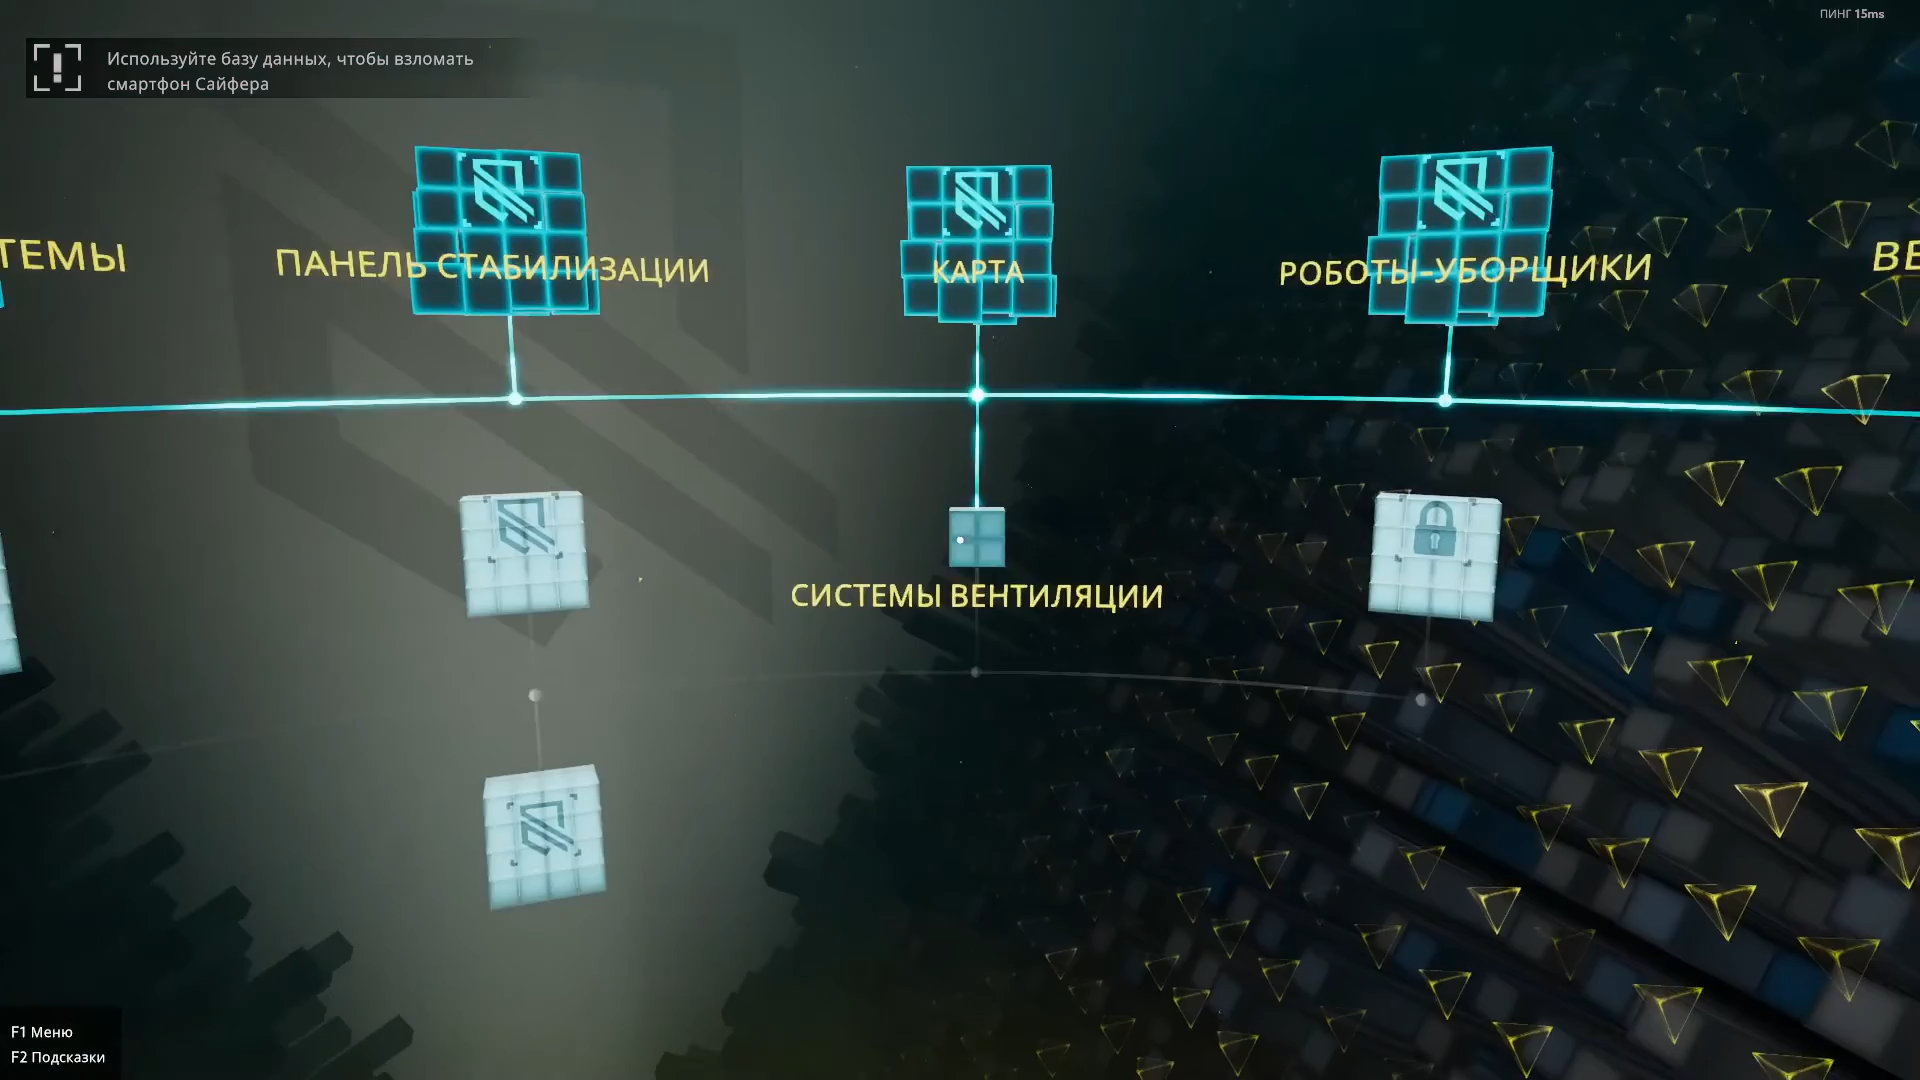 ПИНГ 15ms
Используйте базу данных, чтобы взломать
смартфон Сайфера
ТЕМЫ
ПАНЕЛЬ СТАБИЛИЗАЦИИ
КАРТА
РОБОТЫ-УБОРЩИКИ
ВЕ
СИСТЕМЫ ВЕНТИЛЯЦИИ
F1 Меню
F2 Подсказки